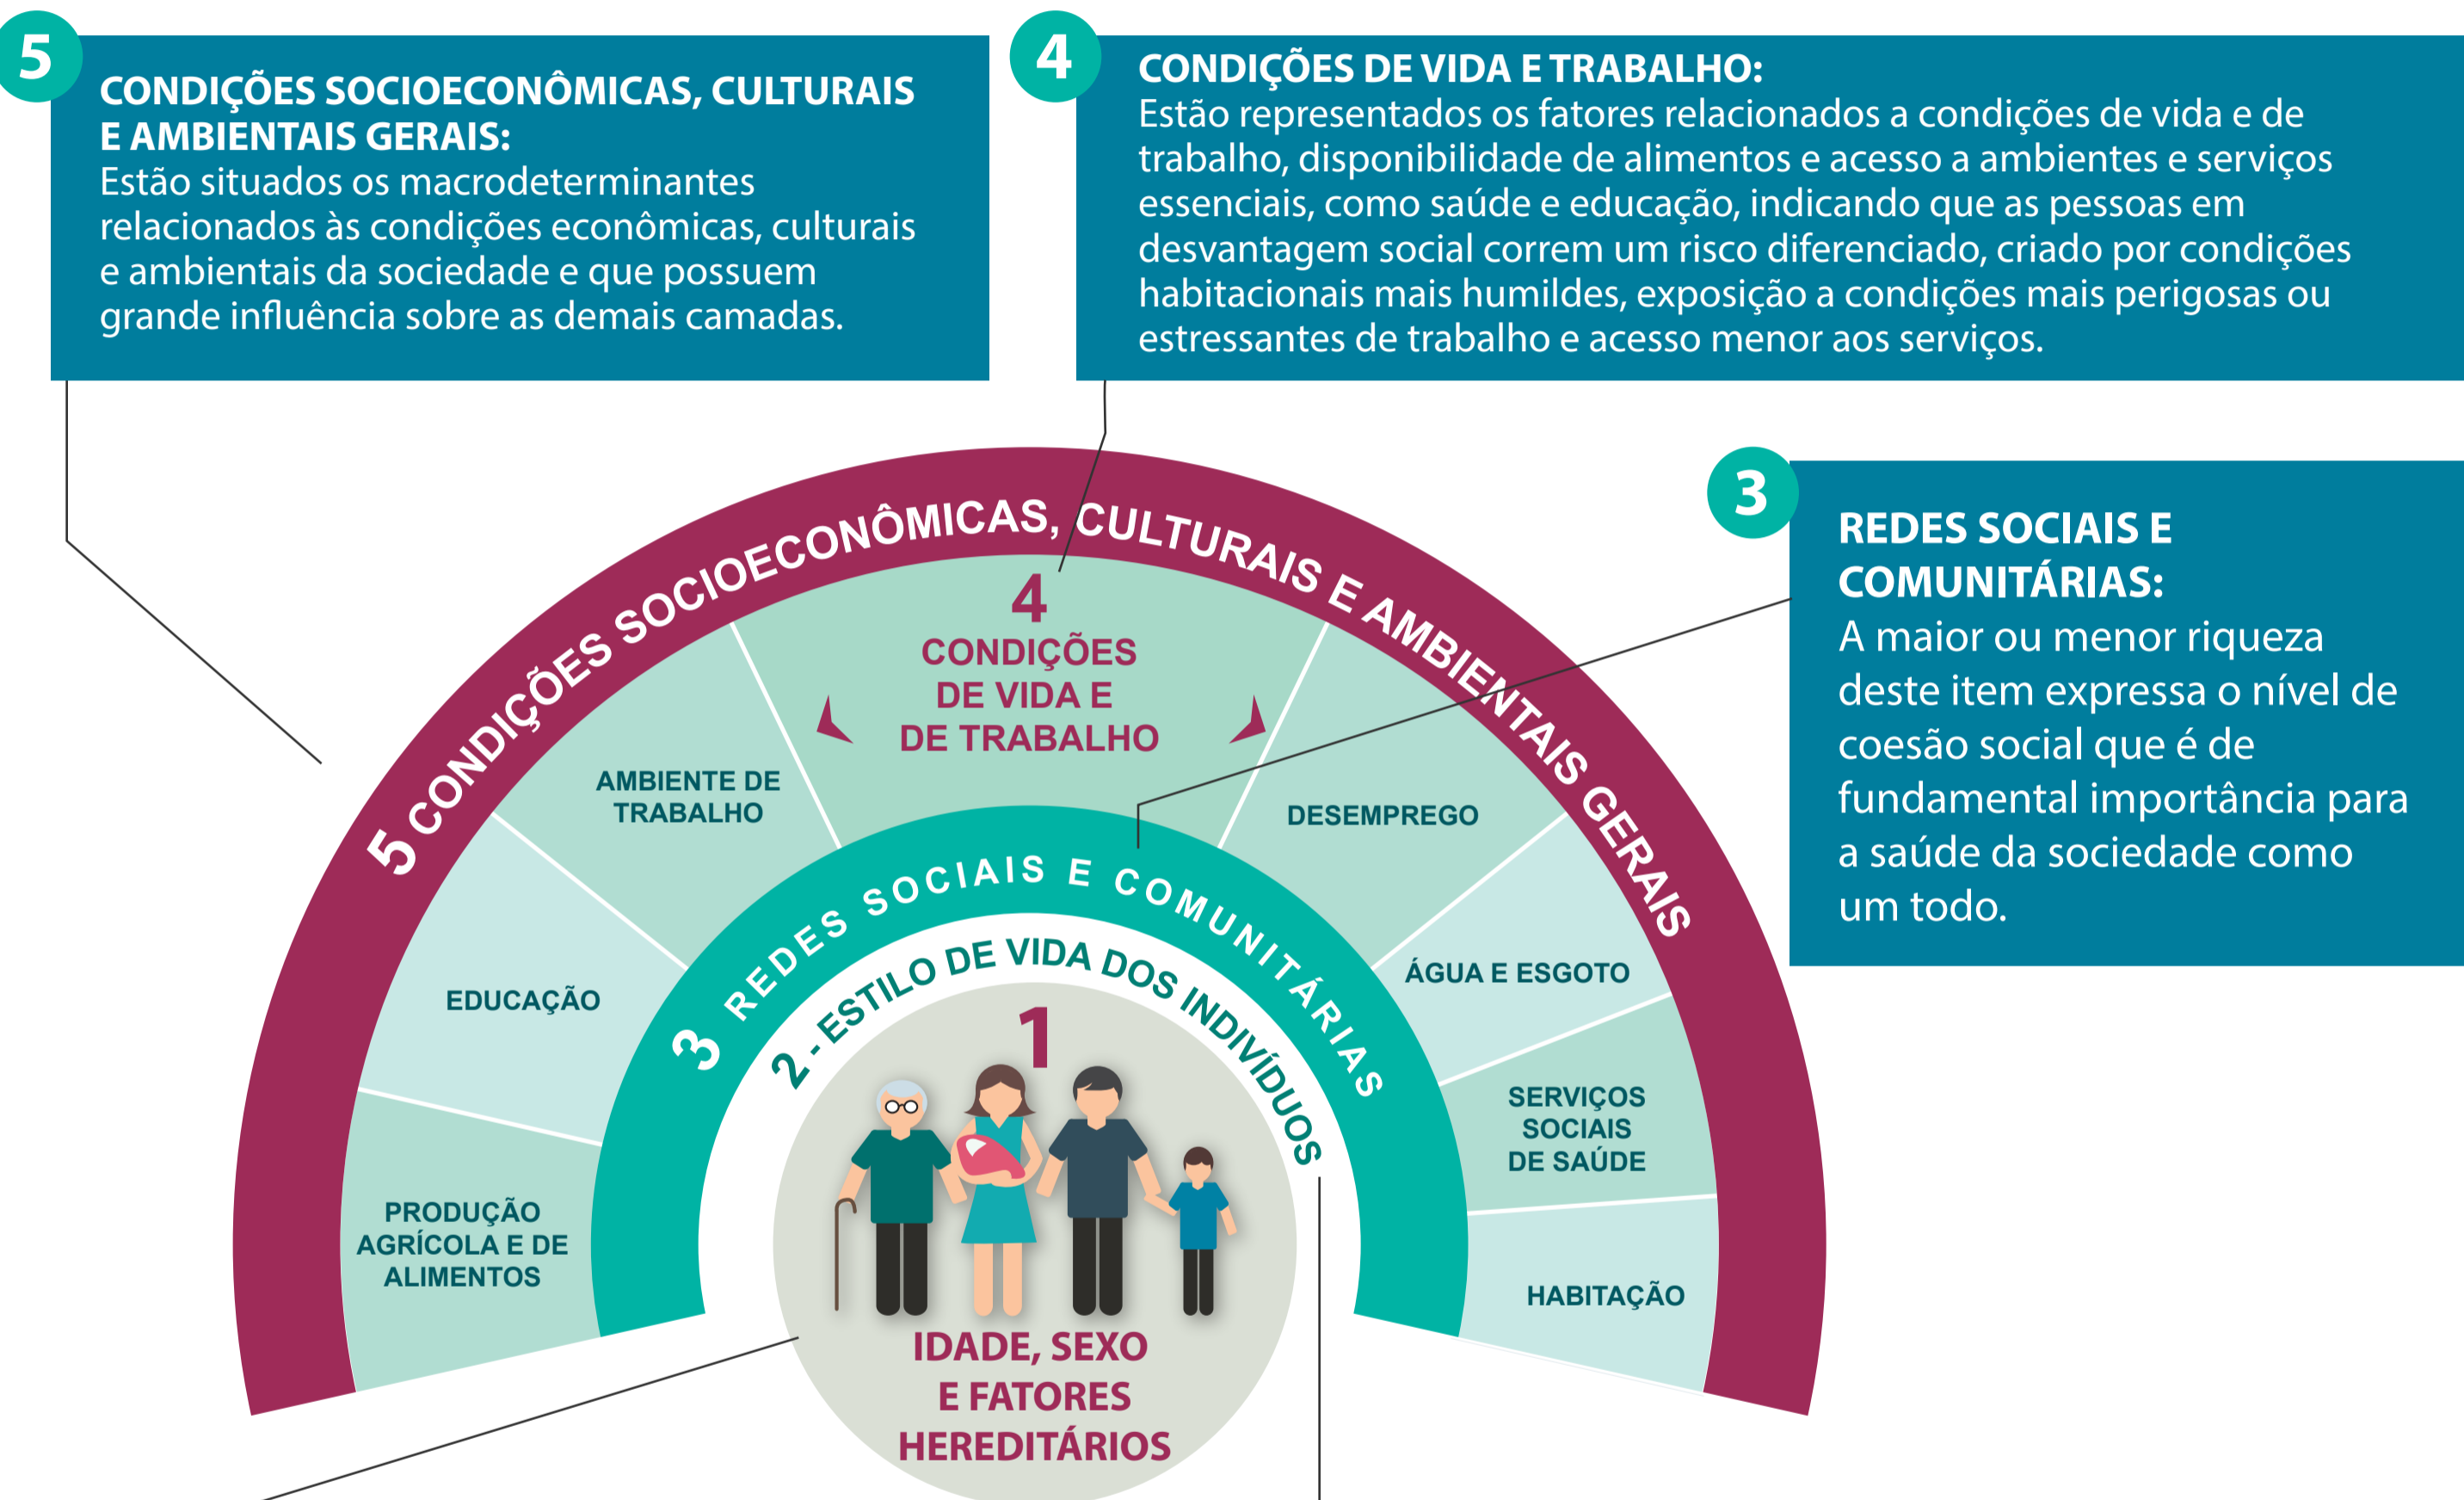 5
CONDIÇÕES SOCIOECONÔMICAS, CULTURAIS
E AMBIENTAIS GERAIS:
Estão situados os macrodeterminantes
relacionados às condições econômicas, culturais
e ambientais da sociedade e que possuem
grande influência sobre as demais camadas.
4
CONDIÇÕES DE VIDA E TRABALHO:
Estão representados os fatores relacionados a condições de vida e de
trabalho, disponibilidade de alimentos e acesso a ambientes e serviços
essenciais, como saúde e educação, indicando que as pessoas em
desvantagem social correm um risco diferenciado, criado por condições
habitacionais mais humildes, exposição a condições mais perigosas ou
estressantes de trabalho e acesso menor aos serviços.
3
REDES SOCIAIS E
COMUNITÁRIAS:
A maior ou menor riqueza
deste item expressa o nível de
coesão social que é de
fundamental importância para
a saúde da sociedade como
um todo.
5 CONDIÇÕES SOCIOECONÔMICAS, CULTURAIS E AMBIENTAIS GERAIS
4
CONDIÇÕES
DE VIDA E
DE TRABALHO
PRODUÇÃO
AGRÍCOLA E DE
ALIMENTOS
EDUCAÇÃO
AMBIENTE DE
TRABALHO
DESEMPREGO
ÁGUA E ESGOTO
SERVIÇOS
SOCIAIS
DE SAÚDE
HABITAÇÃO
3 REDES SOCIAIS E COMUNITÁRIAS
2 - ESTILO DE VIDA DOS INDIVÍDUOS
1
IDADE, SEXO
E FATORES
HEREDITÁRIOS